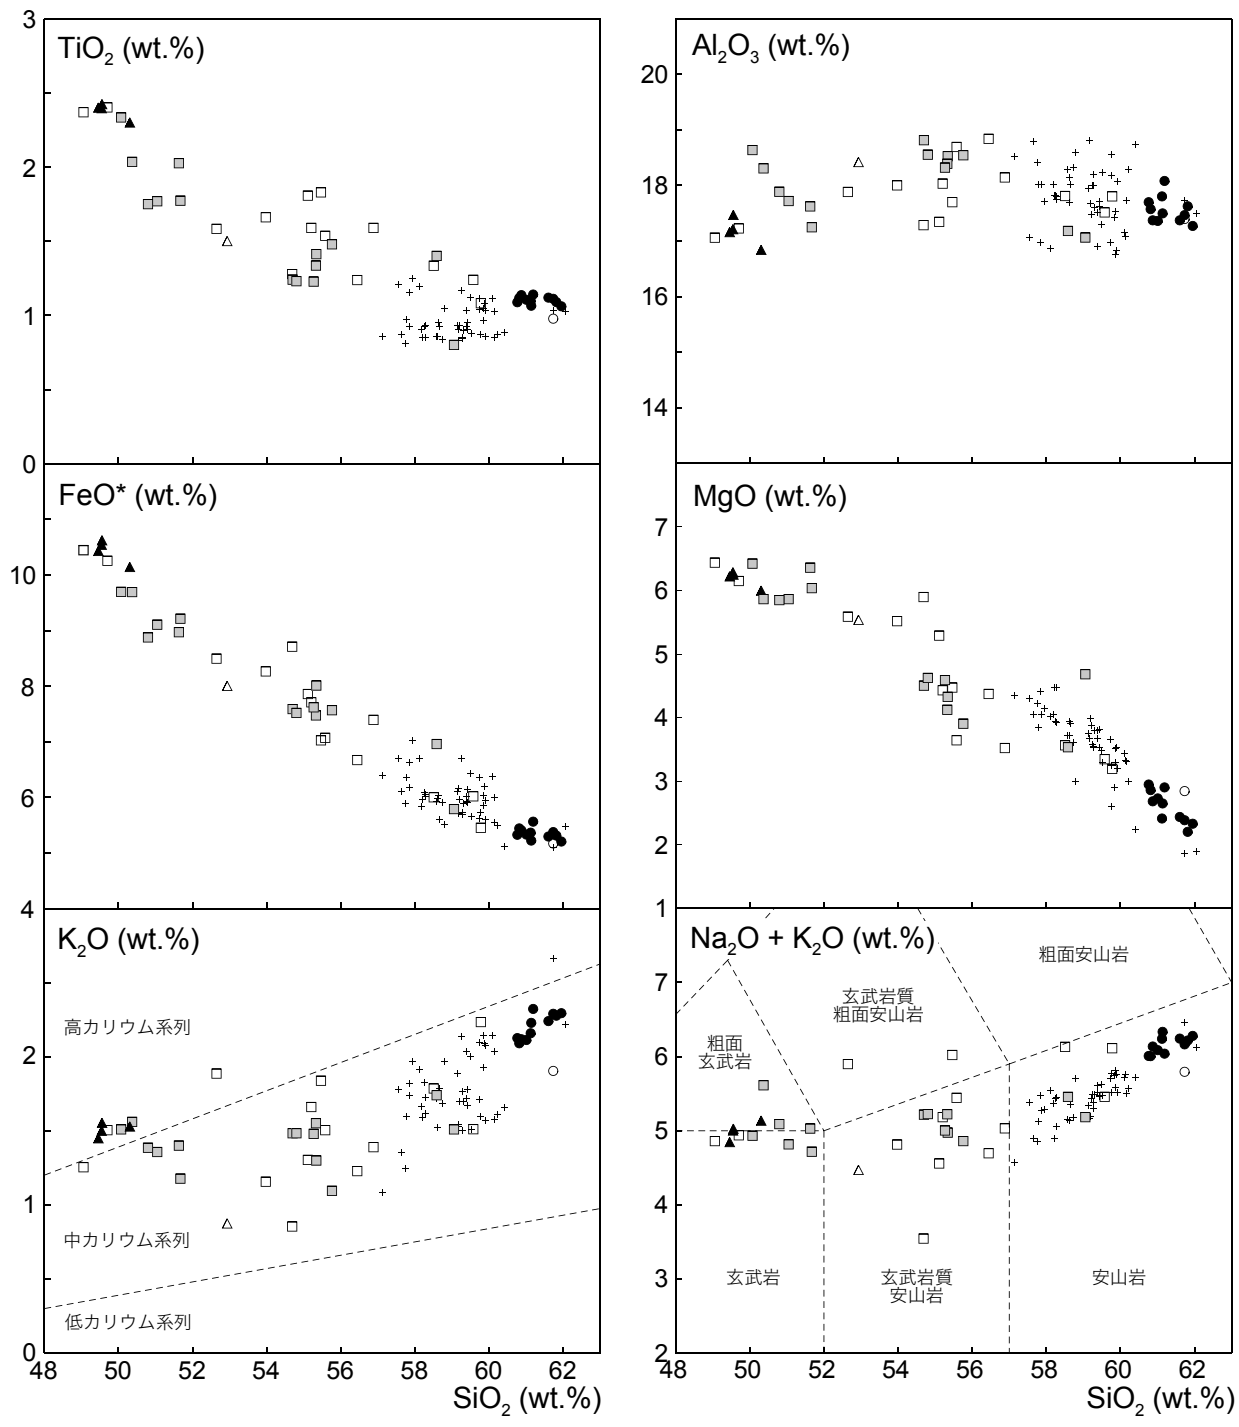 TiO2 (wt.%)
3
2
1
0
Al2O3 (wt.%)
20
18
16
14
FeO* (wt.%)
10
8
6
4
MgO (wt.%)
7
6
5
4
3
2
1
K2O (wt.%)
高カリウム系列
中カリウム系列
低カリウム系列
2
1
0
48 50 52 54 56 58 60 62
SiO2 (wt.%)
Na2O + K2O (wt.%)
粗面安山岩
玄武岩質
粗面安山岩
粗面
玄武岩
玄武岩
玄武岩質
安山岩
安山岩
7
6
5
4
3
2
48 50 52 54 56 58 60 62
SiO2 (wt.%)